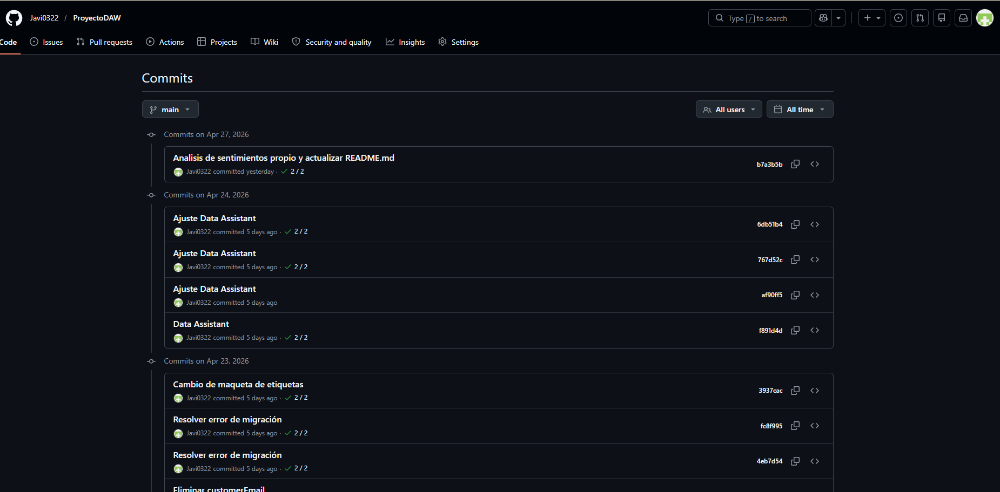 Javi0322 / ProyectoDAW
Type / to search
Code Issues Pull requests Actions Projects Wiki Security and quality Insights Settings
Commits
main All users All time
Commits on Apr 27, 2026
Analisis de sentimientos propio y actualizar README.md
Javi0322 committed yesterday · 2 / 2
b7a3b5b
Commits on Apr 24, 2026
Ajuste Data Assistant
Javi0322 committed 5 days ago · 2 / 2
6db51b4
Ajuste Data Assistant
Javi0322 committed 5 days ago · 2 / 2
767d52c
Ajuste Data Assistant
Javi0322 committed 5 days ago
af90ff5
Data Assistant
Javi0322 committed 5 days ago · 2 / 2
f891d4d
Commits on Apr 23, 2026
Cambio de maqueta de etiquetas
Javi0322 committed 5 days ago · 2 / 2
3937cac
Resolver error de migración
Javi0322 committed 5 days ago · 2 / 2
fc8f995
Resolver error de migración
Javi0322 committed 5 days ago · 2 / 2
4eb7d54
Eliminar customerEmail